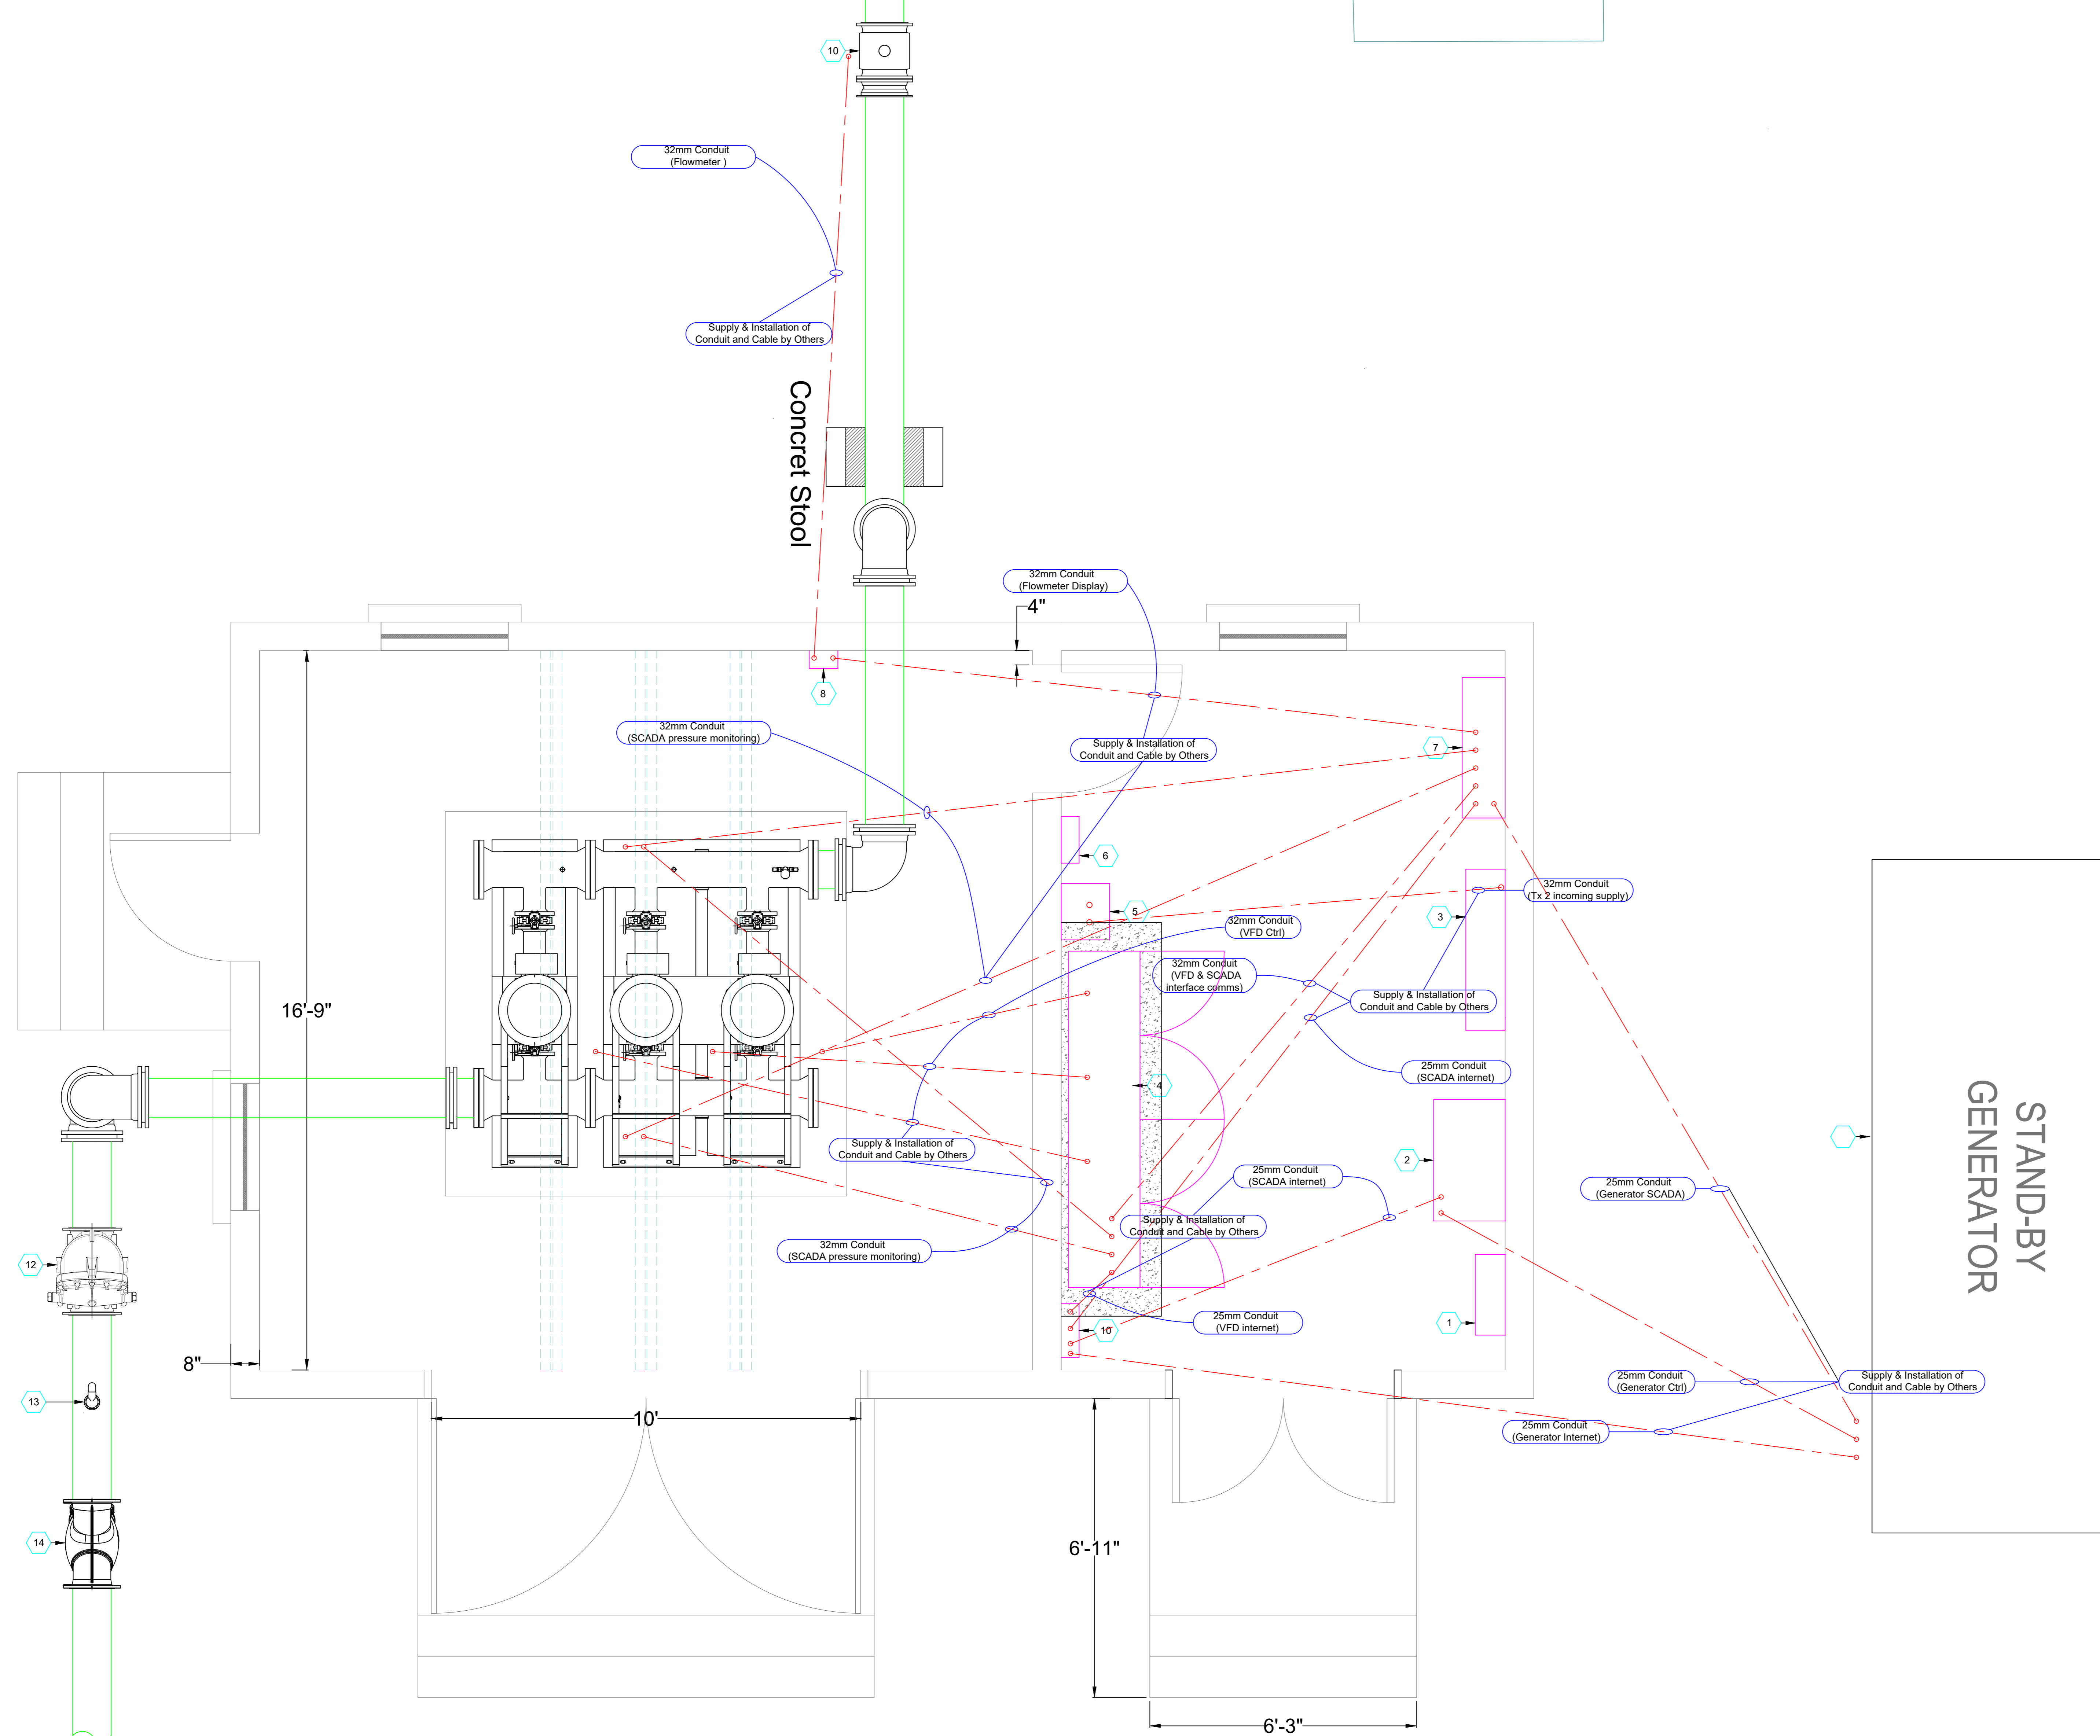 10
32mm Conduit
(Flowmeter )
Supply & Installation of
Conduit and Cable by Others
Concret Stool
32mm Conduit
(Flowmeter Display)
4"
8
32mm Conduit
(SCADA pressure monitoring)
Supply & Installation of
Conduit and Cable by Others
7
6
5
3
32mm Conduit
(Tx 2 incoming supply)
32mm Conduit
(VFD Ctrl)
32mm Conduit
(VFD & SCADA
interface comms)
Supply & Installation of
Conduit and Cable by Others
16'-9"
25mm Conduit
(SCADA internet)
4
STAND-BY
GENERATOR
Supply & Installation of
Conduit and Cable by Others
2
25mm Conduit
(SCADA internet)
25mm Conduit
(Generator SCADA)
Supply & Installation of
Conduit and Cable by Others
32mm Conduit
(SCADA pressure monitoring)
12
25mm Conduit
(VFD internet)
10
1
8"
25mm Conduit
(Generator Ctrl)
Supply & Installation of
Conduit and Cable by Others
13
10'
25mm Conduit
(Generator Internet)
14
6'-11"
6'-3"